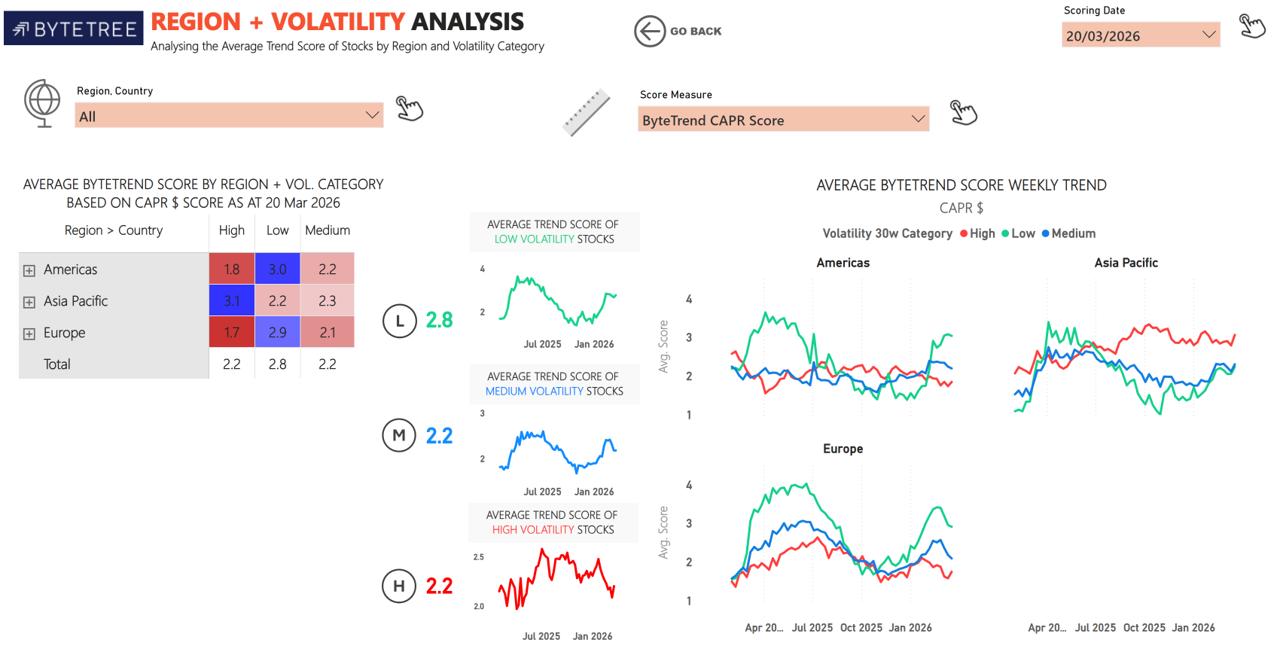 BYTETREE
REGION + VOLATILITY ANALYSIS
Analysing the Average Trend Score of Stocks by Region and Volatility Category
GO BACK
Scoring Date
20/03/2026
Region, Country
All
Score Measure
ByteTrend CAPR Score
AVERAGE BYTETREND SCORE BY REGION + VOL. CATEGORY
BASED ON CAPR $ SCORE AS AT 20 Mar 2026
Region > Country High Low Medium
Americas 1.8 3.0 2.2
Asia Pacific 3.1 2.2 2.3
Europe 1.7 2.9 2.1
Total 2.2 2.8 2.2
L 2.8
M 2.2
H 2.2
AVERAGE TREND SCORE OF
LOW VOLATILITY STOCKS
4
2
Jul 2025 Jan 2026
AVERAGE TREND SCORE OF
MEDIUM VOLATILITY STOCKS
3
2
Jul 2025 Jan 2026
AVERAGE TREND SCORE OF
HIGH VOLATILITY STOCKS
2.5
2.0
Jul 2025 Jan 2026
AVERAGE BYTETREND SCORE WEEKLY TREND
CAPR $
Volatility 30w Category High Low Medium
Americas
Asia Pacific
Avg. Score
4
3
2
1
Europe
Avg. Score
4
3
2
1
Apr 20... Jul 2025 Oct 2025 Jan 2026
Apr 20... Jul 2025 Oct 2025 Jan 2026